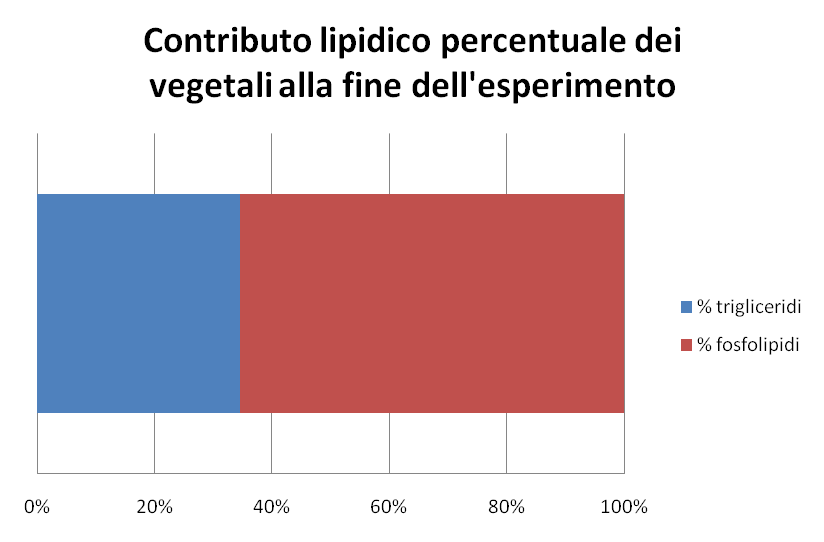 Contributo lipidico percentuale dei
vegetali alla fine dell'esperimento
% trigliceridi
% fosfolipidi
0% 20% 40% 60% 80% 100%